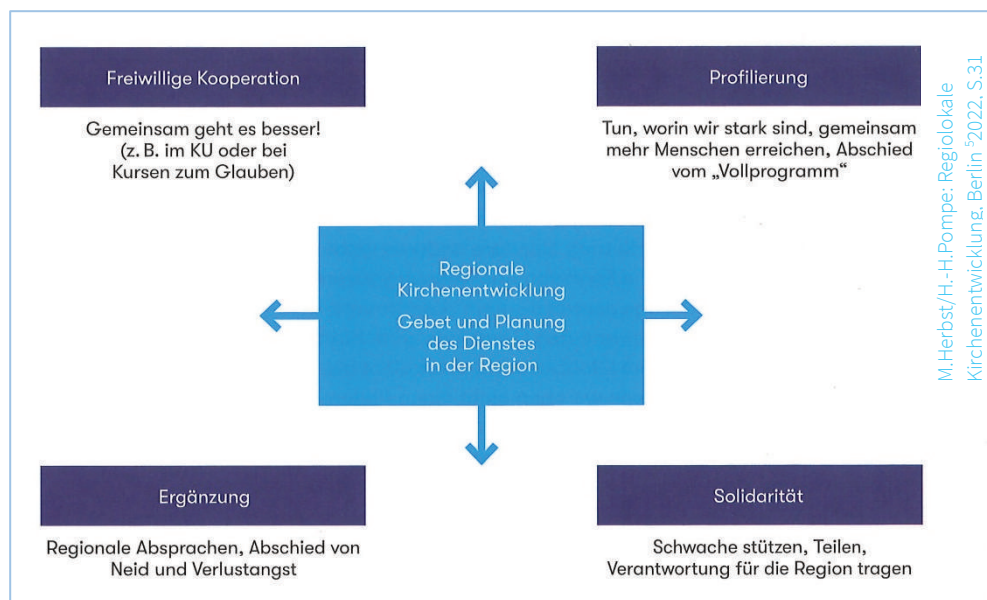 Freiwillige Kooperation
Gemeinsam geht es besser!
(z. B. im KU oder bei
Kursen zum Glauben)
Profilierung
Tun, worin wir stark sind, gemeinsam
mehr Menschen erreichen, Abschied
vom „Vollprogramm“
Regionale
Kirchenentwicklung
Gebet und Planung
des Dienstes
in der Region
Ergänzung
Regionale Absprachen, Abschied von
Neid und Verlustangst
Solidarität
Schwache stützen, Teilen,
Verantwortung für die Region tragen
M.Herbst/H.-H.Pompe: Regiolokale
Kirchenentwicklung, Berlin ⁵2022, S.31